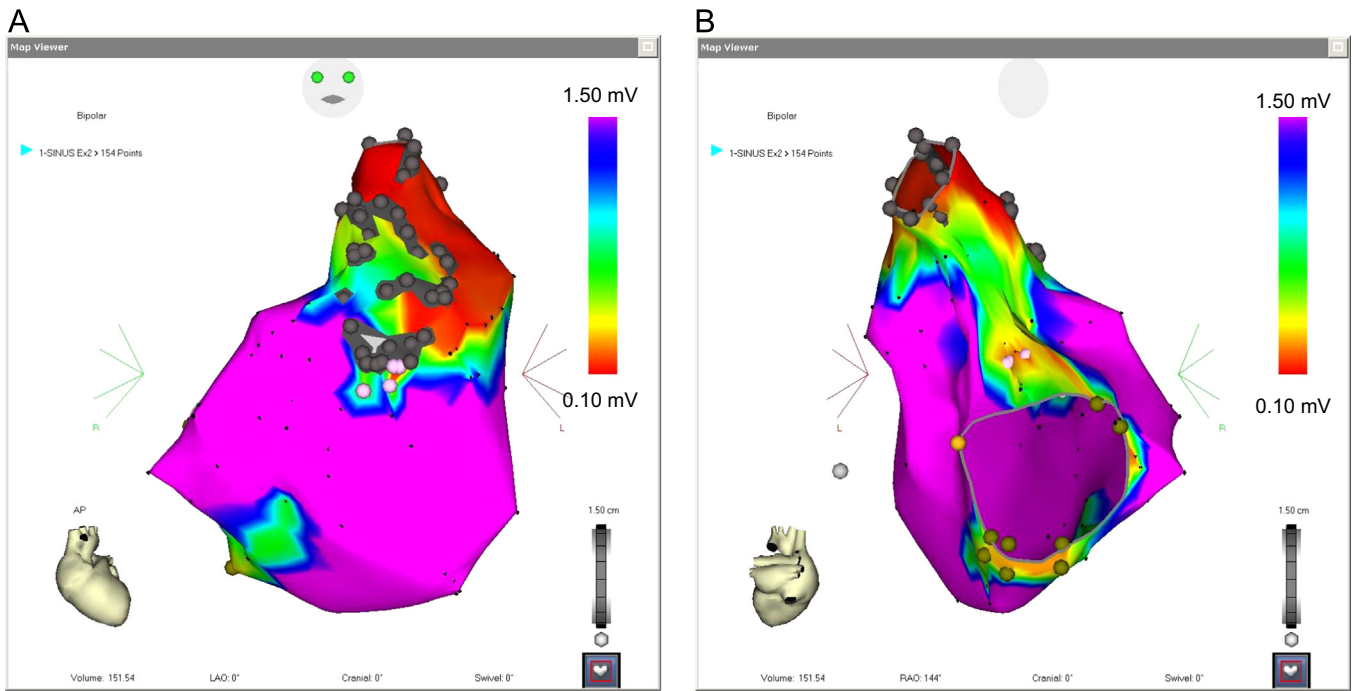 A
B
Map Viewer
Map Viewer
1.50 mV
1.50 mV
Bipolar
Bipolar
1-SINUS Ex2 > 154 Points
1-SINUS Ex2 > 154 Points
0.10 mV
0.10 mV
R
L
L
R
AP
1.50 cm
1.50 cm
Volume: 151.54 LAO: 0° Cranial: 0° Swivel: 0°
Volume: 151.54 RAO: 144° Cranial: 0° Swivel: 0°